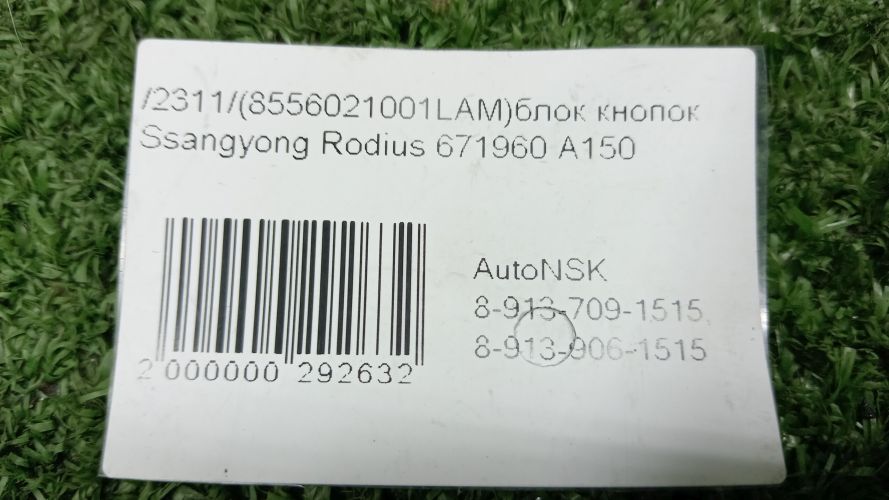 /2311/(8556021001LAM)блок кнопок
Ssangyong Rodius 671960 A150
AutoNSK
8-913-709-1515,
8-913-906-1515
2 000000 292632